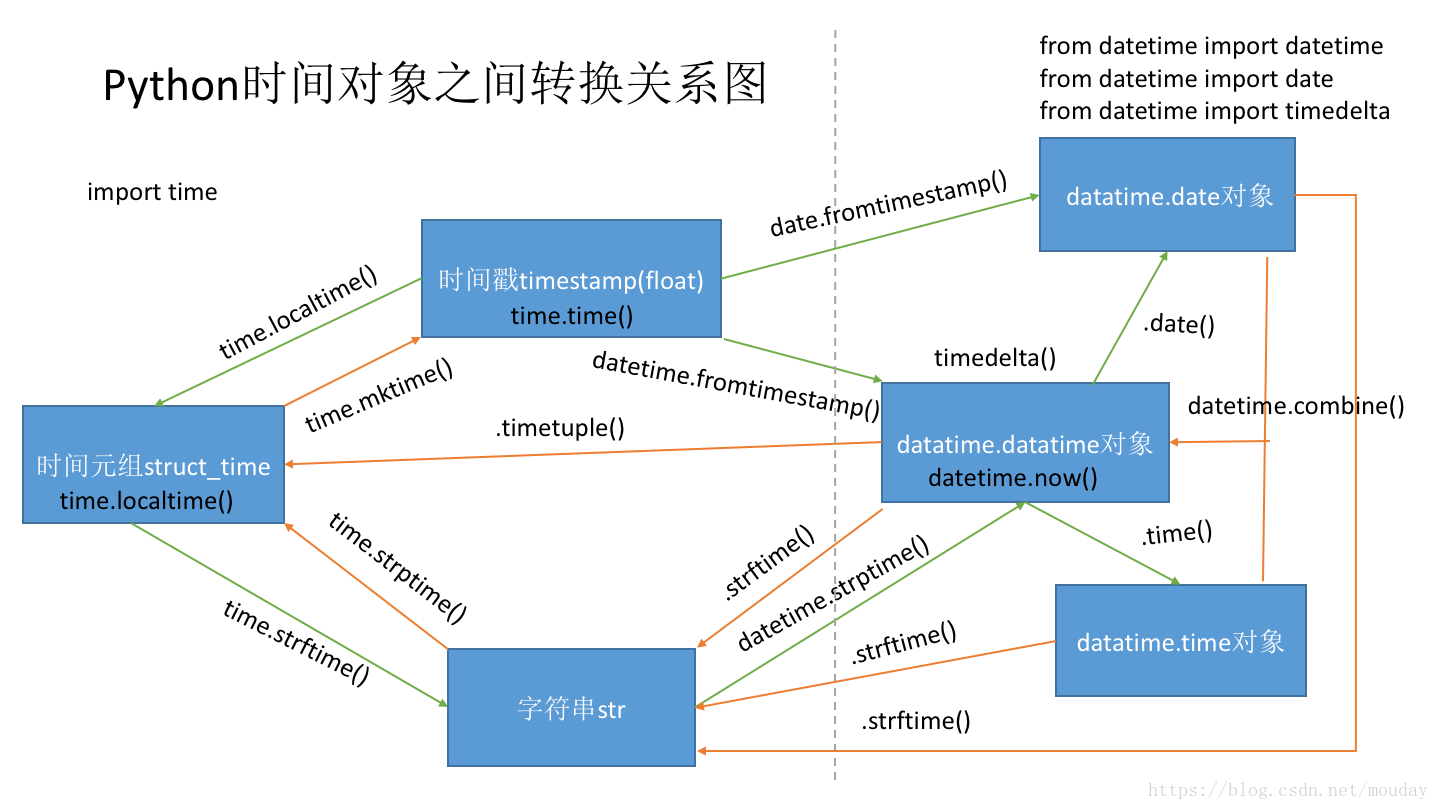 from datetime import datetime
from datetime import date
from datetime import timedelta
Python时间对象之间转换关系图
import time
datatime.date对象
date.fromtimestamp()
时间戳timestamp(float)
time.time()
time.localtime()
.date()
timedelta()
datetime.fromtimestamp()
time.mktime()
datetime.combine()
.timetuple()
datatime.datatime对象
datetime.now()
时间元组struct_time
time.localtime()
time.strptime()
.strftime()
datetime.strptime()
.time()
time.strftime()
.strftime()
datatime.time对象
字符串str
.strftime()
https://blog.csdn.net/mouday